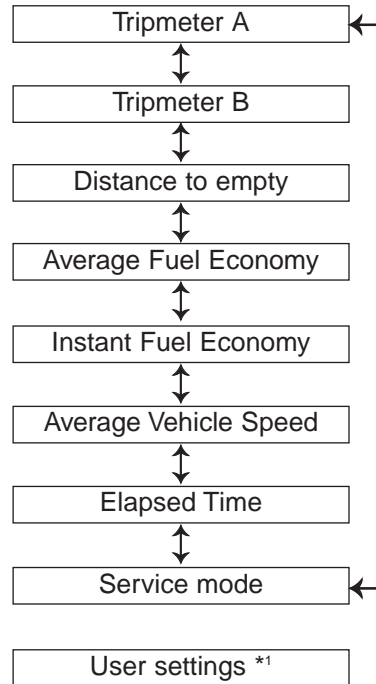 Tripmeter A
Tripmeter B
Distance to empty
Average Fuel Economy
Instant Fuel Economy
Average Vehicle Speed
Elapsed Time
Service mode
User settings *1